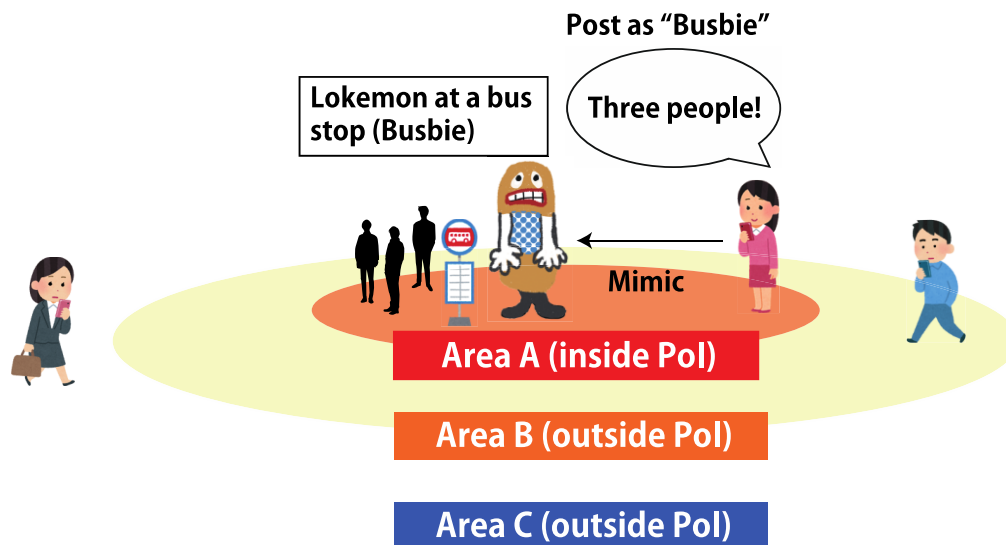 Post as “Busbie”
Lokemon at a bus
stop (Busbie)
Three people!
Mimic
Area A (inside PoI)
Area B (outside PoI)
Area C (outside PoI)